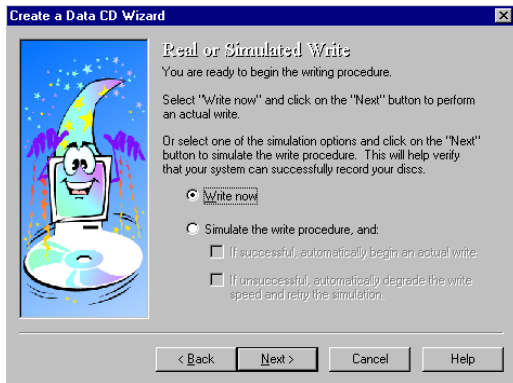 Create a Data CD Wizard
Real or Simulated Write
You are ready to begin the writing procedure.
Select "Write now" and click on the "Next" button to perform
an actual write.
Or select one of the simulation options and click on the "Next"
button to simulate the write procedure. This will help verify
that your system can successfully record your discs.
Write now
Simulate the write procedure, and:
If successful, automatically begin an actual write.
If unsuccessful, automatically degrade the write
speed and retry the simulation.
< Back Next > Cancel Help